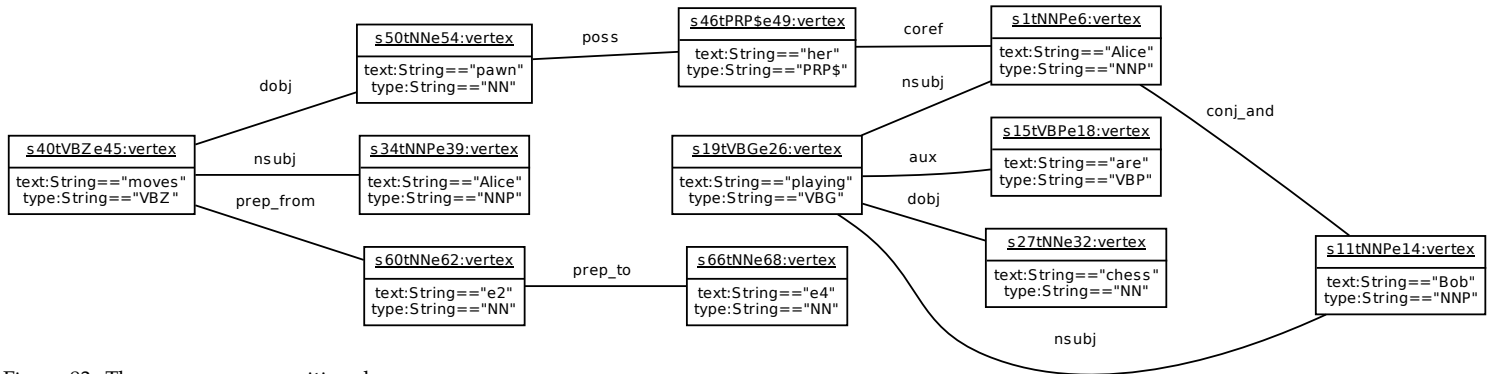 s46tPRP$e49:vertex
text:String=="her"
type:String=="PRP$"
coref
s1tNNPe6:vertex
text:String=="Alice"
type:String=="NNP"
s50tNNe54:vertex
text:String=="pawn"
type:String=="NN"
poss
dobj
nsubj
conj_and
s40tVBZe45:vertex
text:String=="moves"
type:String=="VBZ"
nsubj
s34tNNPe39:vertex
text:String=="Alice"
type:String=="NNP"
s19tVBGe26:vertex
text:String=="playing"
type:String=="VBG"
aux
s15tVBPe18:vertex
text:String=="are"
type:String=="VBP"
prep_from
dobj
s27tNNe32:vertex
text:String=="chess"
type:String=="NN"
s11tNNPe14:vertex
text:String=="Bob"
type:String=="NNP"
s60tNNe62:vertex
text:String=="e2"
type:String=="NN"
prep_to
s66tNNe68:vertex
text:String=="e4"
type:String=="NN"
nsubj